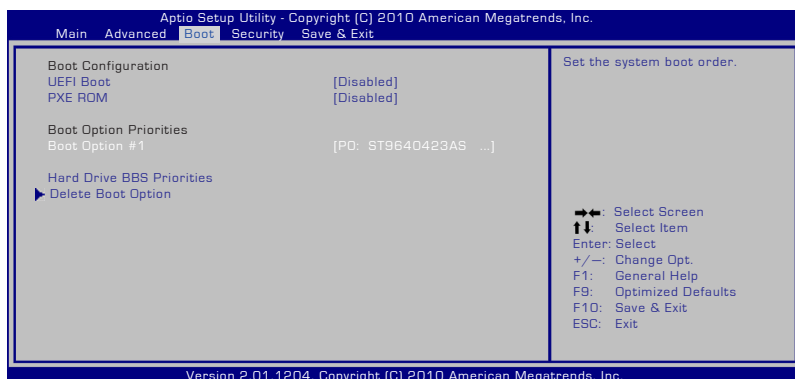 Aptio Setup Utility - Copyright (C) 2010 American Megatrends, Inc.
Main Advanced Boot Security Save & Exit
Boot Configuration
UEFI Boot [Disabled]
PXE ROM [Disabled]
Boot Option Priorities
Boot Option #1 [P0: ST9640423AS ...]
Hard Drive BBS Priorities
Delete Boot Option
Set the system boot order.
→←: Select Screen
↑↓: Select Item
Enter: Select
+/—: Change Opt.
F1: General Help
F9: Optimized Defaults
F10: Save & Exit
ESC: Exit
Version 2.01.1204. Copyright (C) 2010 American Megatrends, Inc.